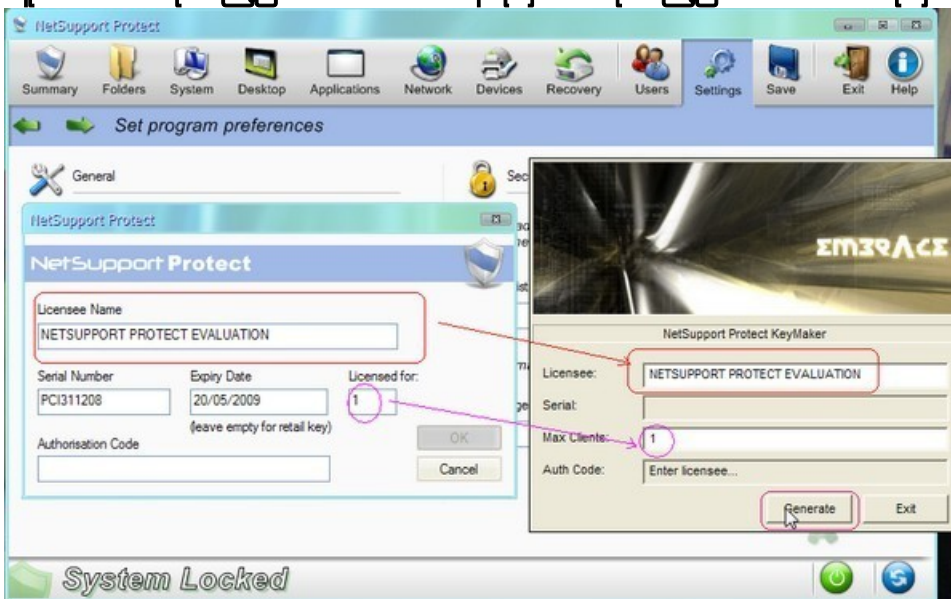 NetSupport Protect
Summary Folders System Desktop Applications Network Devices Recovery Users Settings Save Exit Help
Set program preferences
General
NetSupport Protect
NetSupport Protect
Licensee Name
NETSUPPORT PROTECT EVALUATION
Serial Number Expiry Date Licensed for:
PCI311208 20/05/2009 1
(leave empty for retail key)
Authorisation Code
OK
Cancel
EM3RACE
NetSupport Protect KeyMaker
Licensee: NETSUPPORT PROTECT EVALUATION
Serial:
Max Clients: 1
Auth Code: Enter licensee...
Generate Exit
System Locked